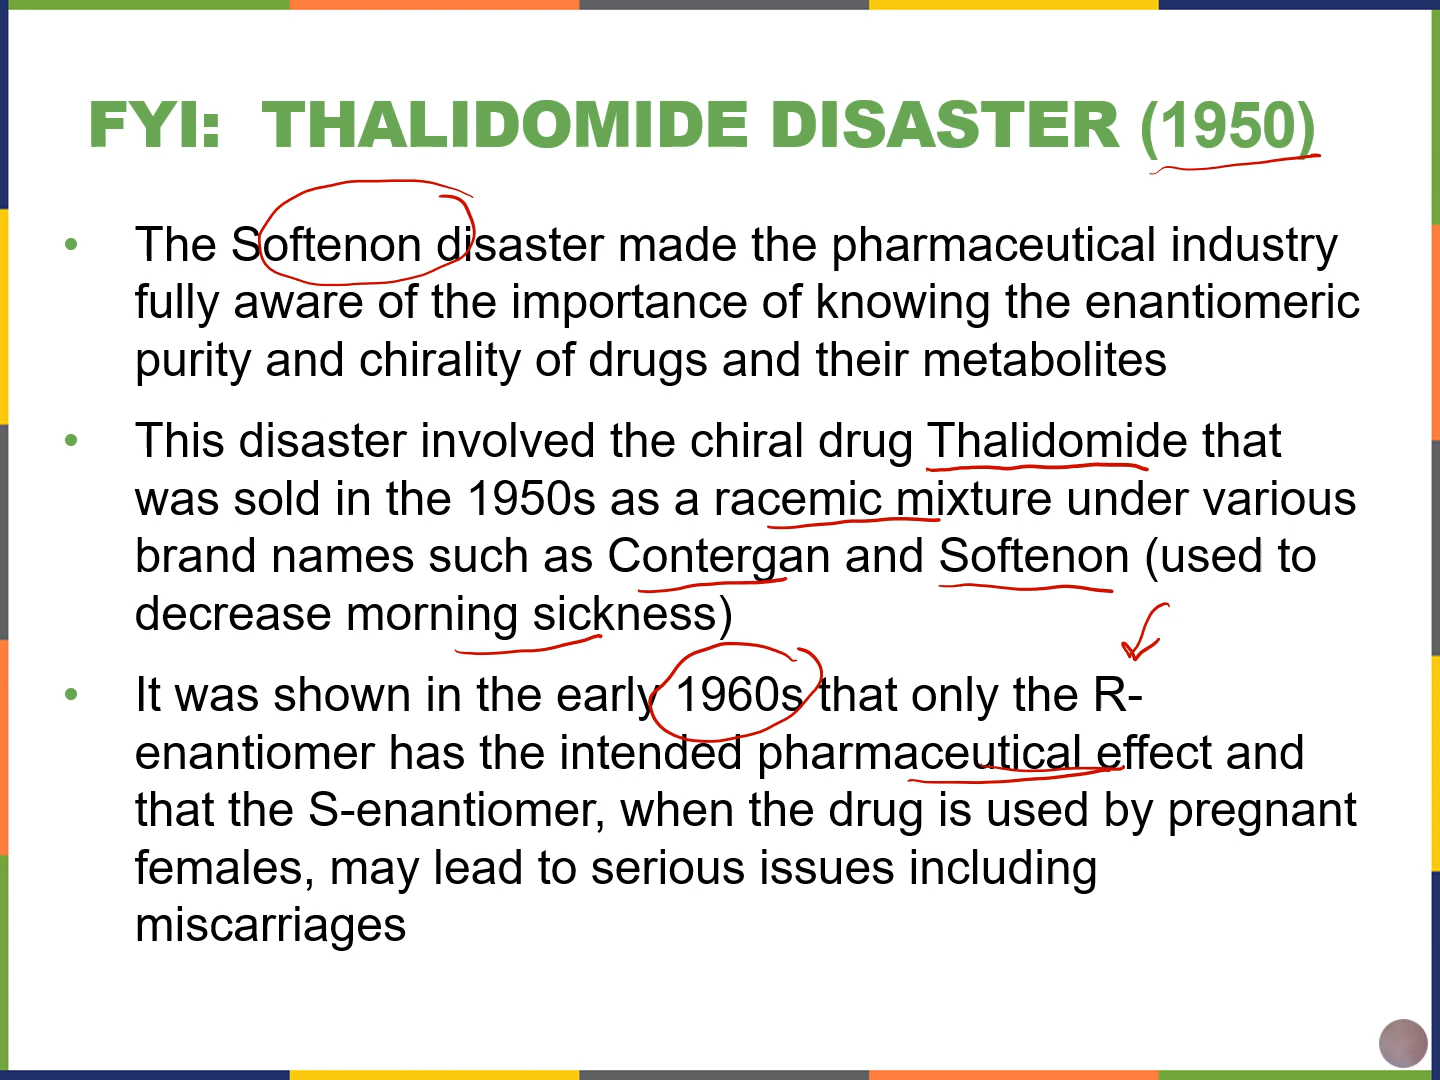 FYI: THALIDOMIDE DISASTER (1950)
• The Softenon disaster made the pharmaceutical industry
fully aware of the importance of knowing the enantiomeric
purity and chirality of drugs and their metabolites
• This disaster involved the chiral drug Thalidomide that
was sold in the 1950s as a racemic mixture under various
brand names such as Contergan and Softenon (used to
decrease morning sickness)
• It was shown in the early 1960s that only the R-
enantiomer has the intended pharmaceutical effect and
that the S-enantiomer, when the drug is used by pregnant
females, may lead to serious issues including
miscarriages